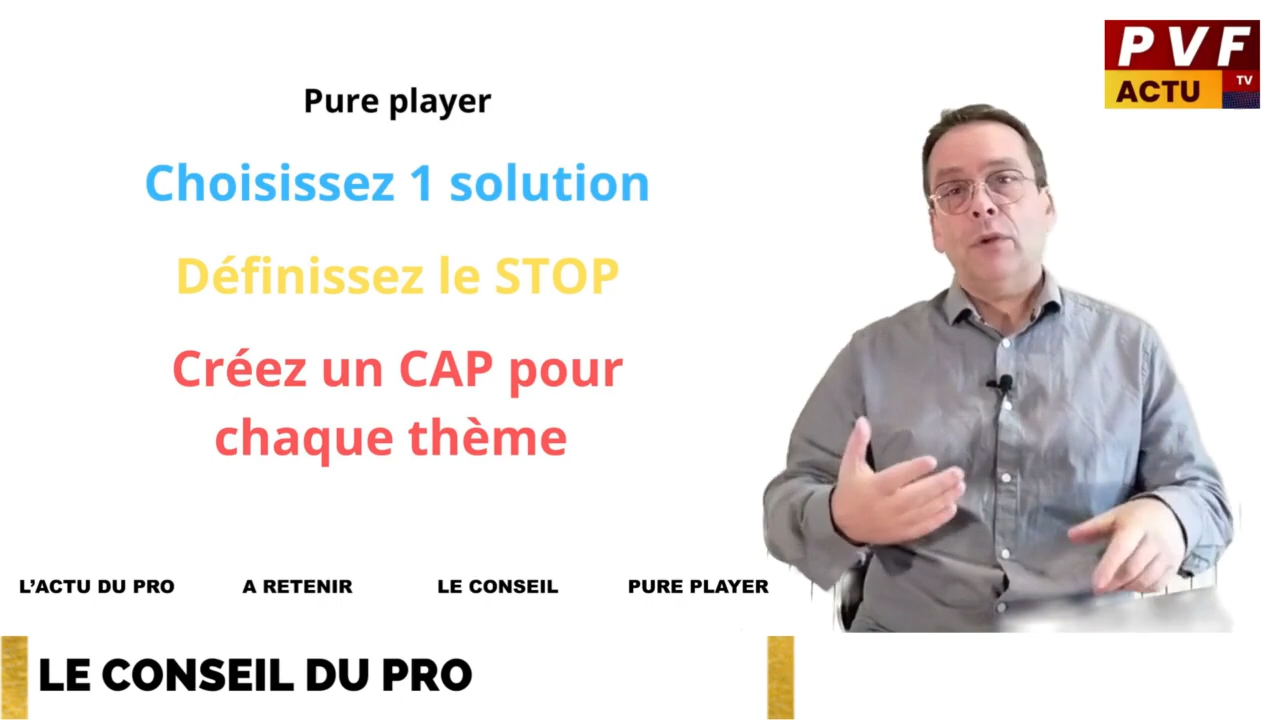 PVF
TV
ACTU
Pure player
Choisissez 1 solution
Définissez le STOP
Créez un CAP pour
chaque thème
L'ACTU DU PRO A RETENIR LE CONSEIL PURE PLAYER
LE CONSEIL DU PRO